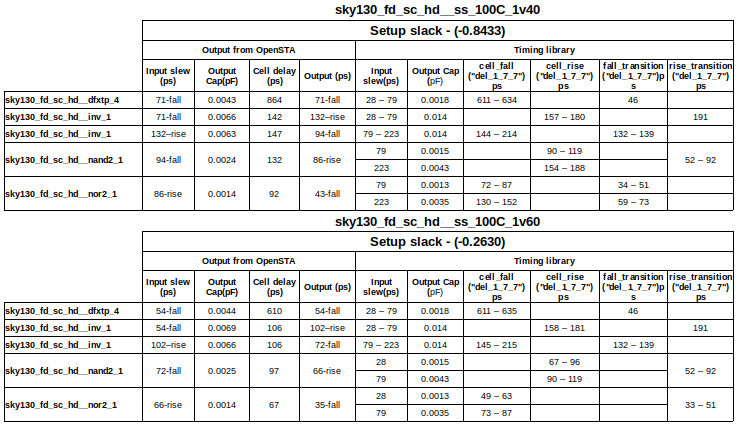 sky130_fd_sc_hd__ss_100C_1v40
Setup slack - (-0.8433)
Output from OpenSTA Timing library
Input slew (ps) Output Cap(pF) Cell delay (ps) Output (ps) Input slew(ps) Output Cap (pF) cell_fall ("del_1_7_7") ps cell_rise ("del_1_7_7") ps fall_transition ("del_1_7_7")p s rise_transition ("del_1_7_7") ps
sky130_fd_sc_hd__dfxtp_4 71-fall 0.0043 864 71-fall 28 – 79 0.0018 611 – 634 46
sky130_fd_sc_hd__inv_1 71-fall 0.0066 142 132–rise 28 – 79 0.014 157 – 180 191
sky130_fd_sc_hd__inv_1 132–rise 0.0063 147 94-fall 79 – 223 0.014 144 – 214 132 – 139
sky130_fd_sc_hd__nand2_1 94-fall 0.0024 132 86-rise 79 0.0015 90 – 119 52 – 92
223 0.0043 154 – 188
sky130_fd_sc_hd__nor2_1 86-rise 0.0014 92 43-fall 79 0.0013 72 – 87 34 – 51
223 0.0035 130 – 152 59 – 73
sky130_fd_sc_hd__ss_100C_1v60
Setup slack - (-0.2630)
Output from OpenSTA Timing library
Input slew (ps) Output Cap(pF) Cell delay (ps) Output (ps) Input slew(ps) Output Cap (pF) cell_fall ("del_1_7_7") ps cell_rise ("del_1_7_7") ps fall_transition ("del_1_7_7")p s rise_transition ("del_1_7_7") ps
sky130_fd_sc_hd__dfxtp_4 54-fall 0.0044 610 54-fall 28 – 79 0.0018 611 – 635 46
sky130_fd_sc_hd__inv_1 54-fall 0.0069 106 102–rise 28 – 79 0.014 158 – 181 191
sky130_fd_sc_hd__inv_1 102–rise 0.0066 106 72-fall 79 – 223 0.014 145 – 215 132 – 139
sky130_fd_sc_hd__nand2_1 72-fall 0.0025 97 66-rise 28 0.0015 67 – 96 52 – 92
79 0.0043 90 – 119
sky130_fd_sc_hd__nor2_1 66-rise 0.0014 67 35-fall 28 0.0013 49 – 63 33 – 51
79 0.0035 73 – 87